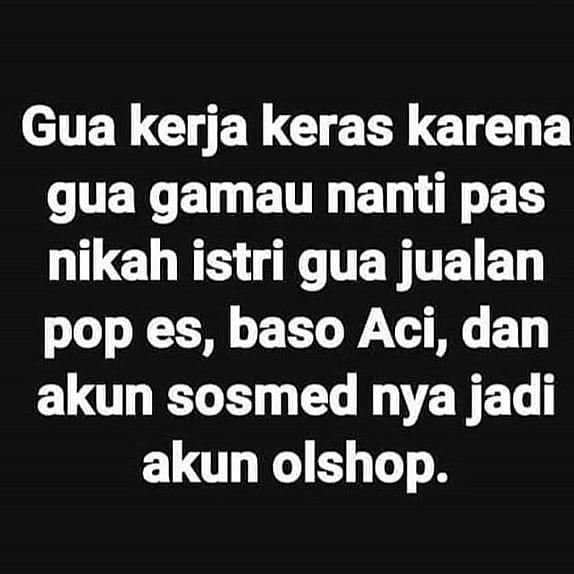 Gua kerja keras karena
gua gamau nanti pas
nikah istri gua jualan
pop es, baso Aci, dan
akun sosmed nya jadi
akun olshop.